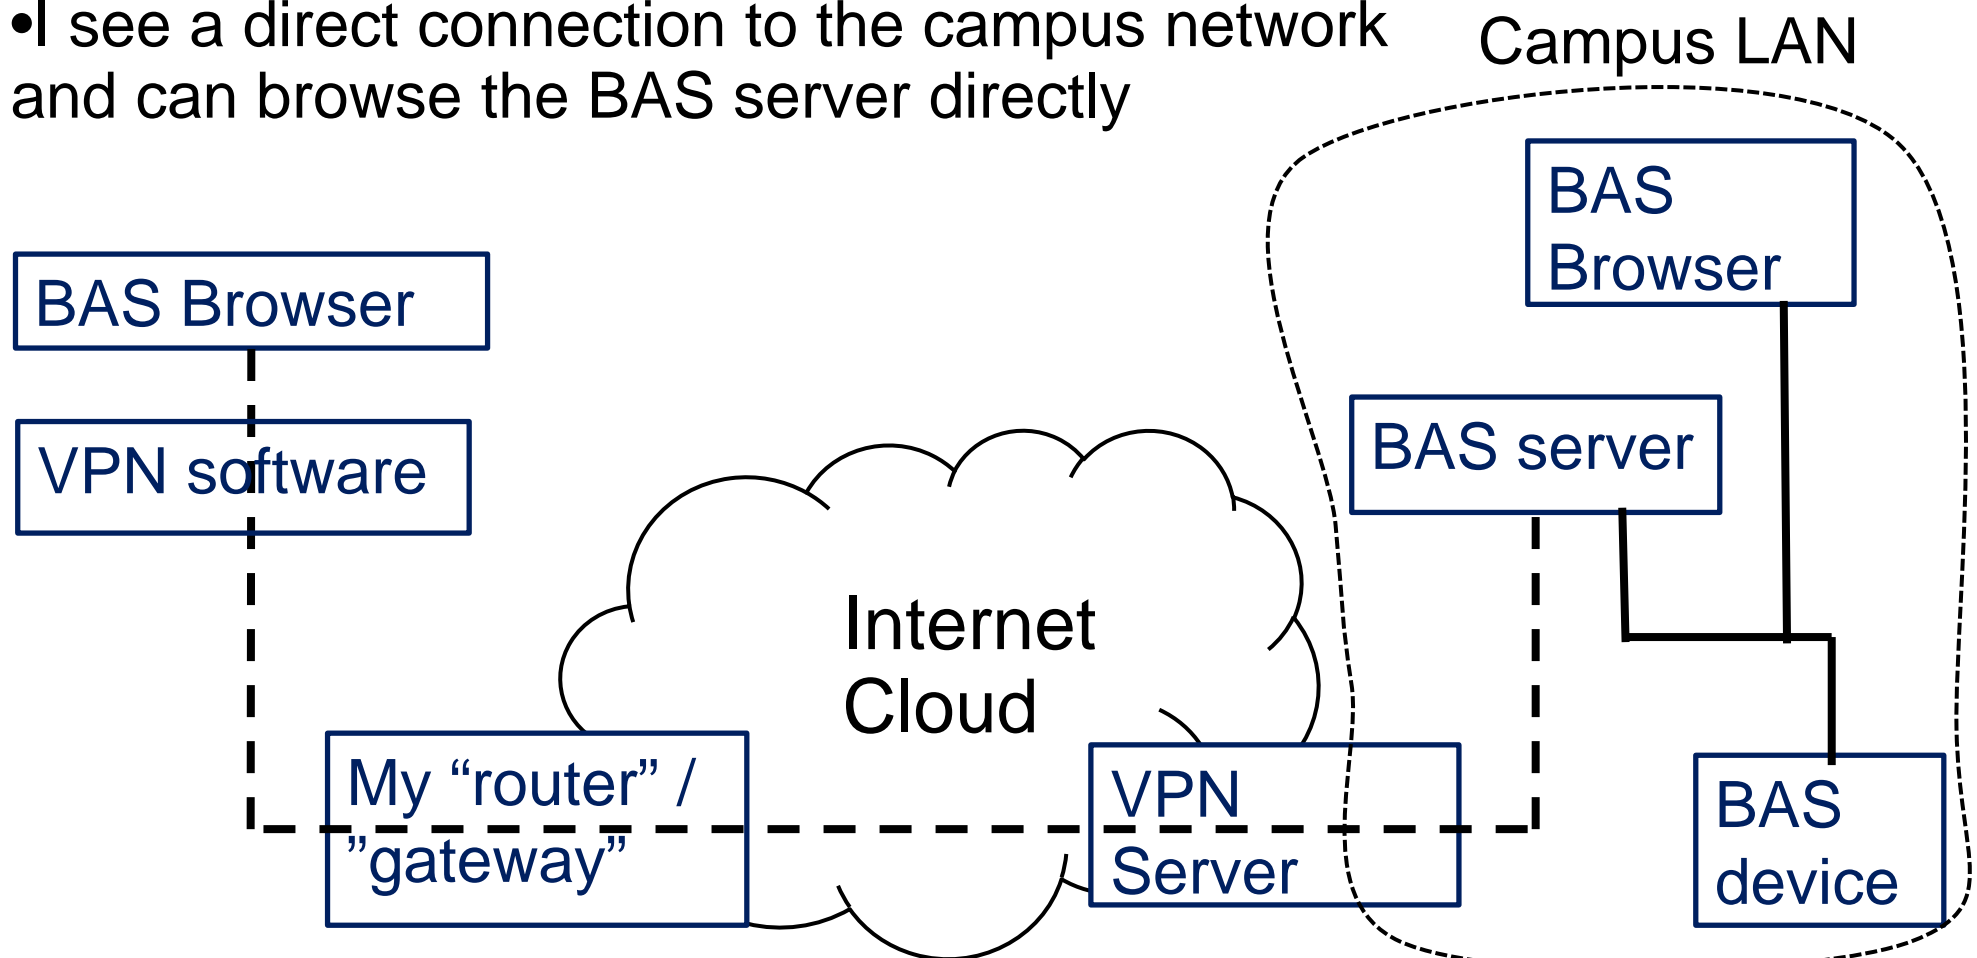 •I see a direct connection to the campus network
and can browse the BAS server directly
Campus LAN
BAS
Browser
BAS Browser
VPN software
BAS server
Internet
Cloud
My “router” /
”gateway”
VPN
Server
BAS
device